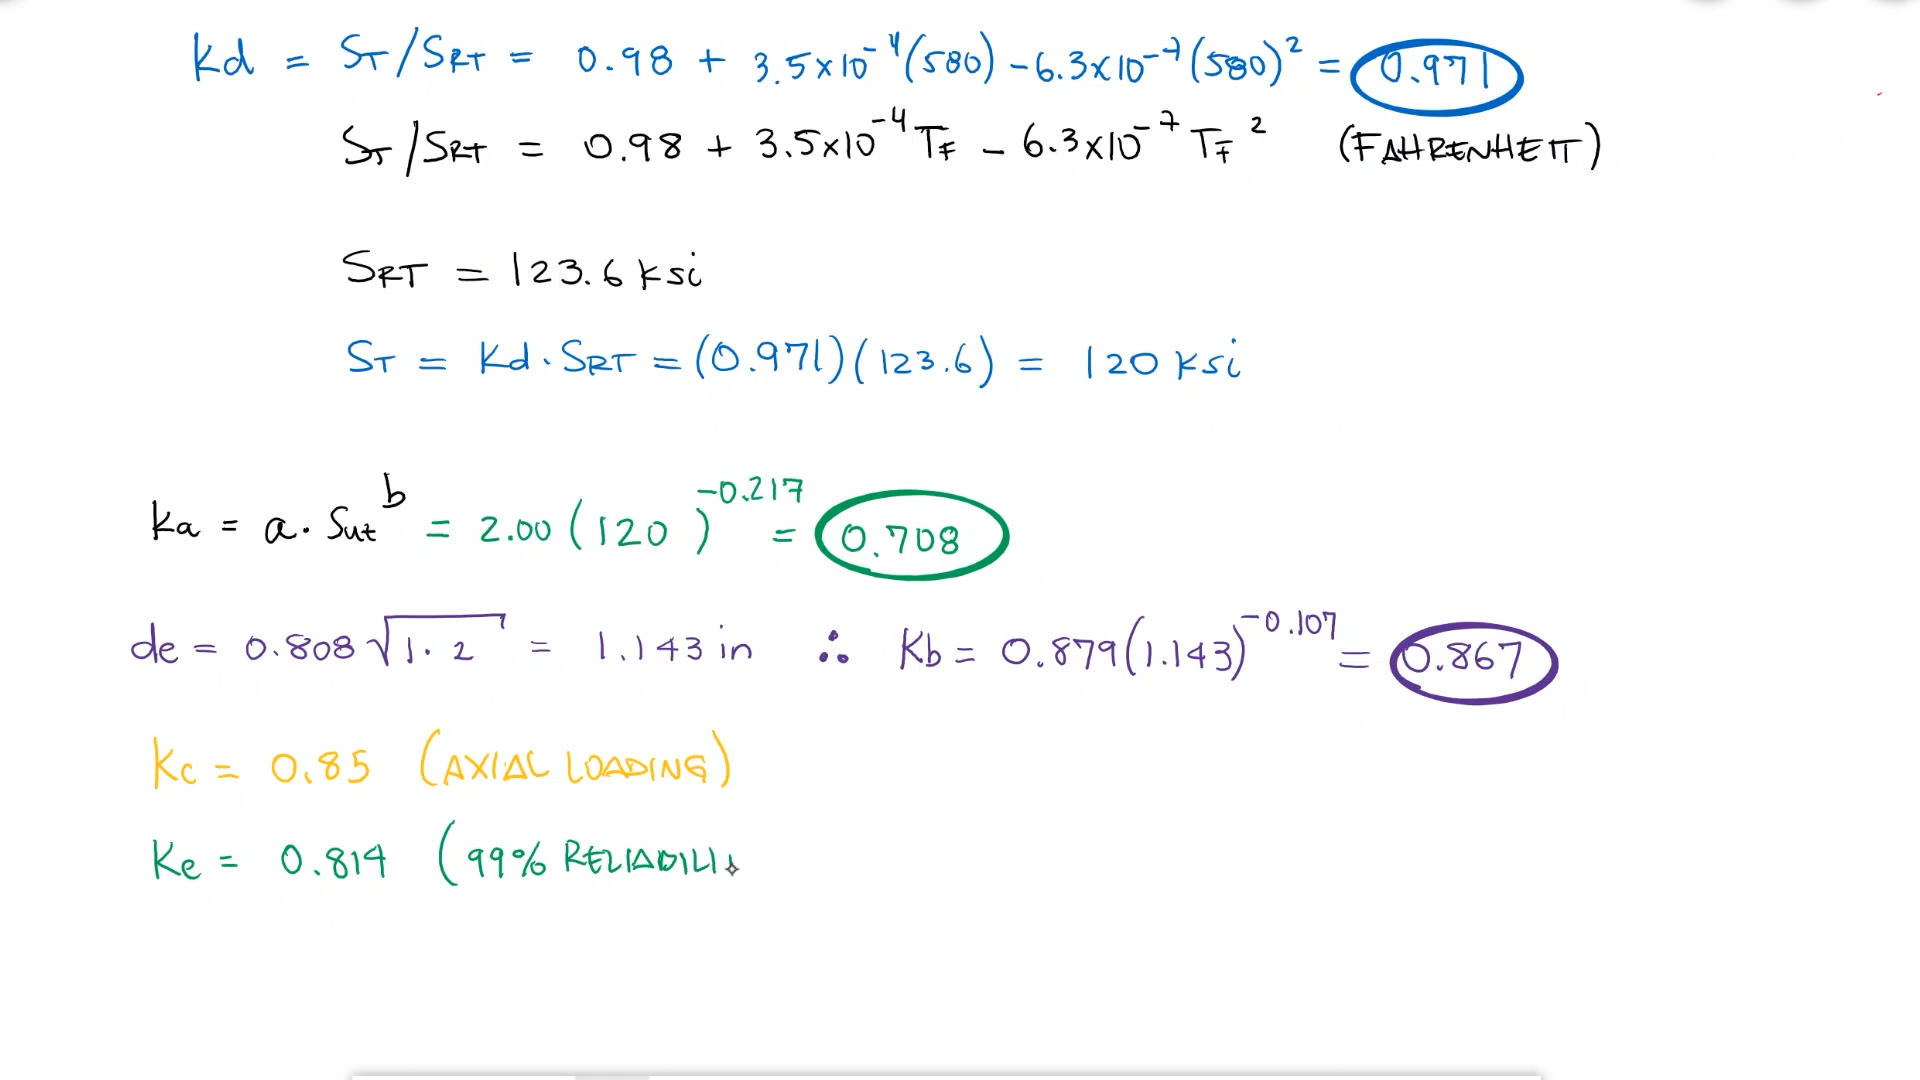 Kd = ST/SRT = 0.98 + 3.5x10⁻⁴(580) - 6.3x10⁻⁷(580)² = 0.971
ST/SRT = 0.98 + 3.5x10⁻⁴ TF - 6.3x10⁻⁷ TF² (FAHRENHEIT)
SRT = 123.6 ksi
ST = Kd · SRT = (0.971)(123.6) = 120 ksi
Ka = a · Sut^b = 2.00(120)^-0.217 = 0.708
de = 0.808 √1·2 = 1.143 in ∴ Kb = 0.879(1.143)^-0.107 = 0.867
Kc = 0.85 (AXIAL LOADING)
Ke = 0.814 (99% RELIABILI